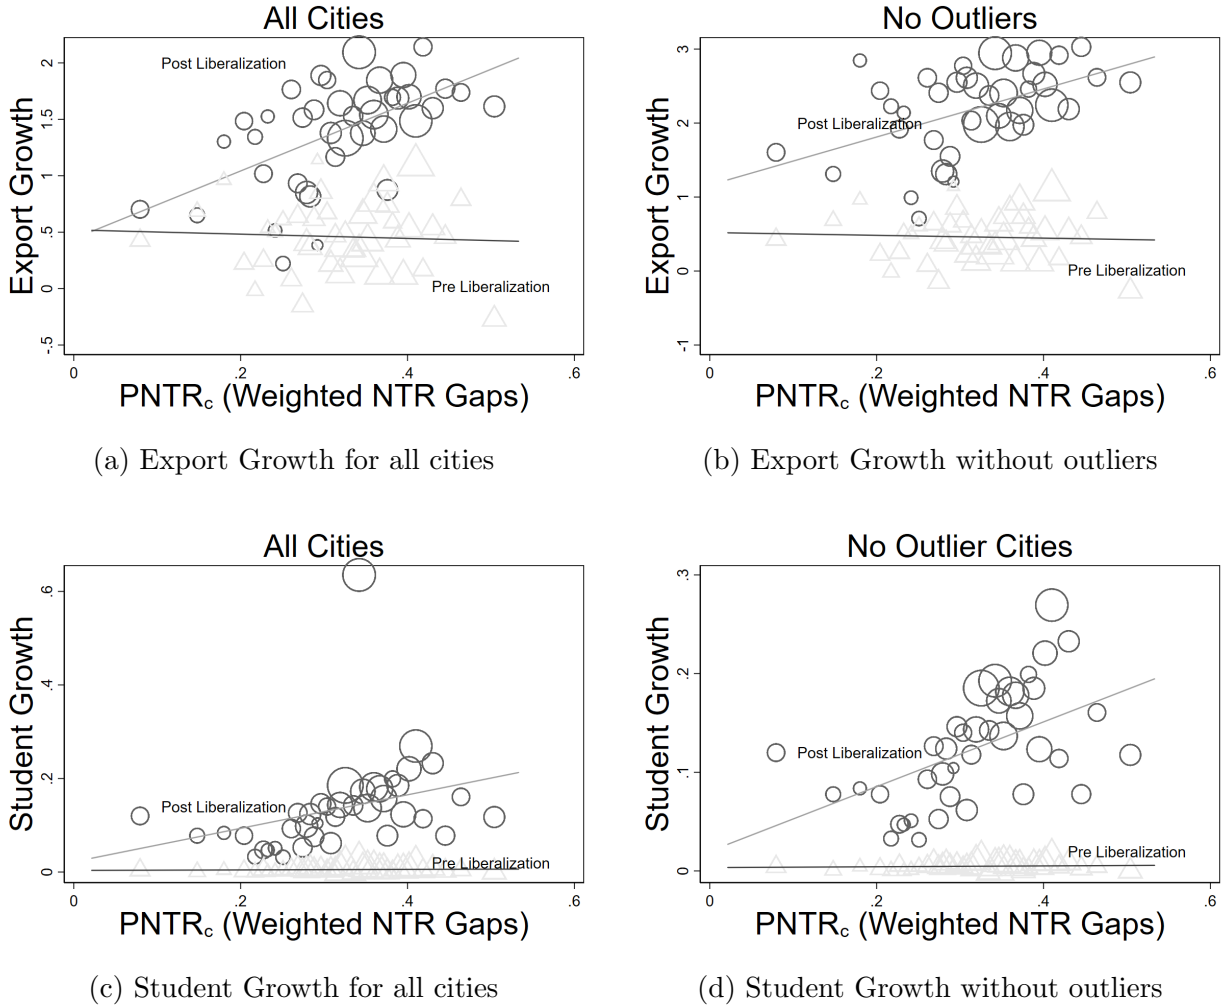 All Cities
Export Growth
2
1.5
1
.5
0
-.5
Post Liberalization
Pre Liberalization
0
.2
.4
.6
PNTRc (Weighted NTR Gaps)
(a) Export Growth for all cities
No Outliers
Export Growth
3
2
1
0
-1
Post Liberalization
Pre Liberalization
0
.2
.4
.6
PNTRc (Weighted NTR Gaps)
(b) Export Growth without outliers
All Cities
Student Growth
.6
.4
.2
0
Post Liberalization
Pre Liberalization
0
.2
.4
.6
PNTRc (Weighted NTR Gaps)
(c) Student Growth for all cities
No Outlier Cities
Student Growth
.3
.2
.1
0
Post Liberalization
Pre Liberalization
0
.2
.4
.6
PNTRc (Weighted NTR Gaps)
(d) Student Growth without outliers